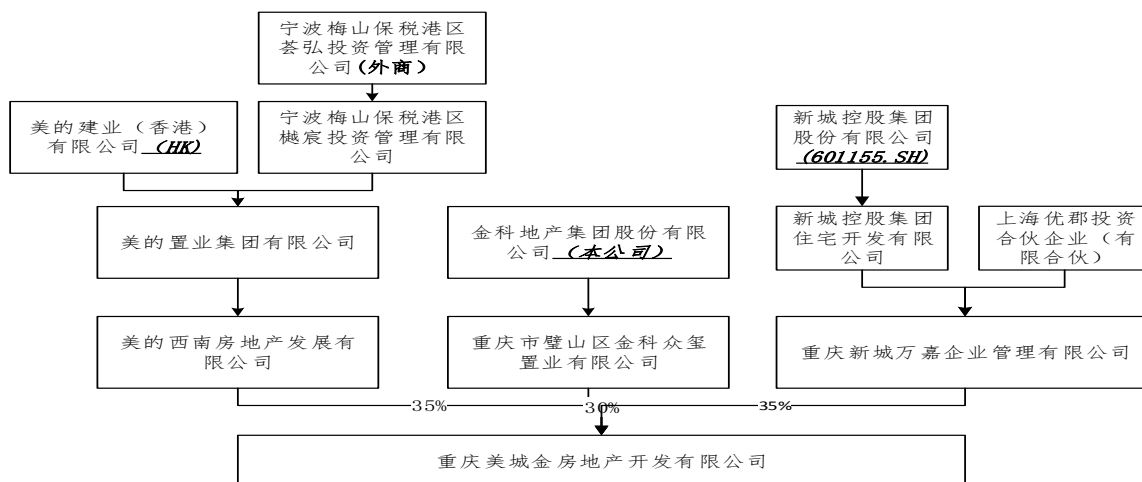 宁波梅山保税港区
荟弘投资管理有限
公司(外商)
美的建业（香港）
有限公司 (HK)
宁波梅山保税港区
樾宸投资管理有限
公司
新城控股集团
股份有限公司
(601155.SH)
美的置业集团有限公司
金科地产集团股份有限
公司 (本公司)
新城控股集团
住宅开发有限
公司
上海优郡投资
合伙企业（有
限合伙）
美的西南房地产发展有
限公司
重庆市璧山区金科众玺
置业有限公司
重庆新城万嘉企业管理有限公司
35%
30%
35%
重庆美城金房地产开发有限公司